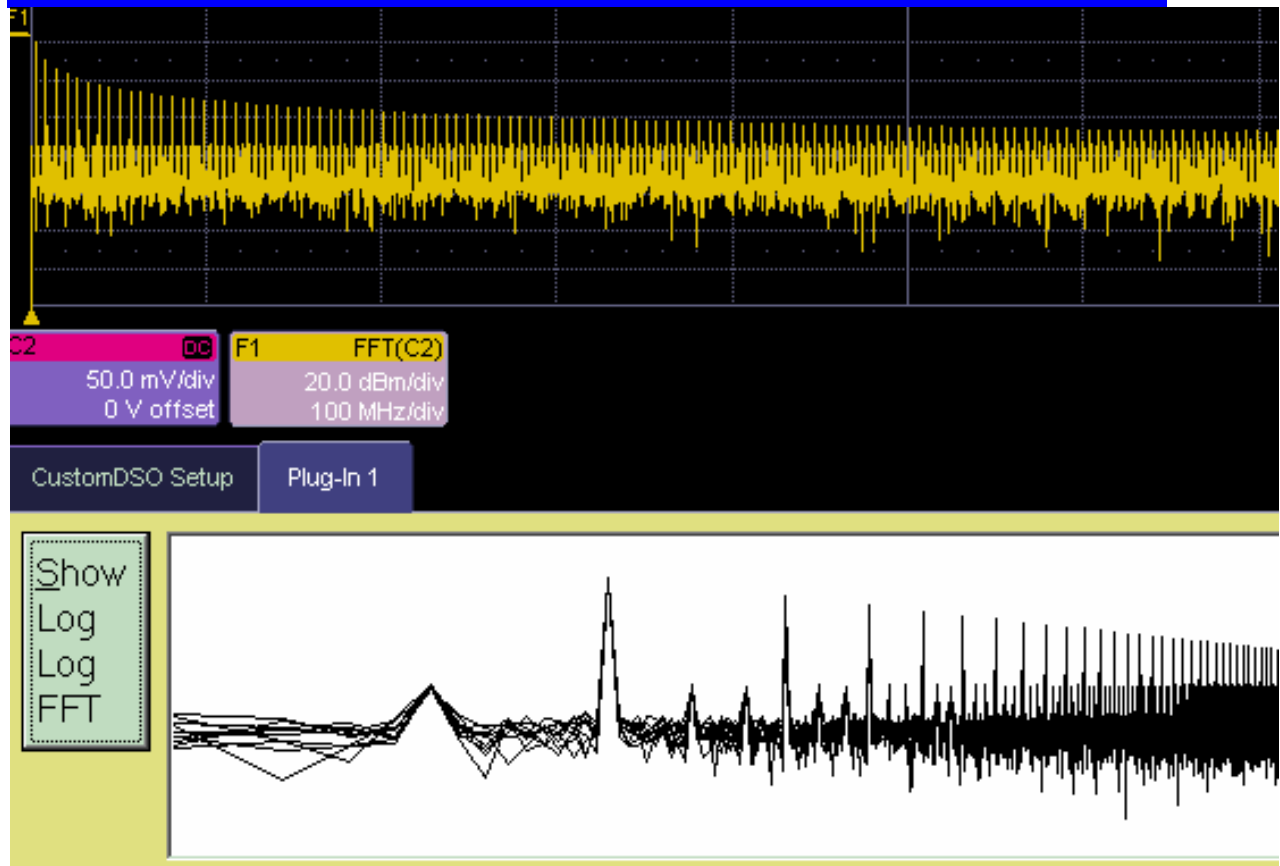 F1
C2 DC
50.0 mV/div
0 V offset
F1 FFT(C2)
20.0 dBm/div
100 MHz/div
CustomDSO Setup
Plug-In 1
Show
Log
Log
FFT